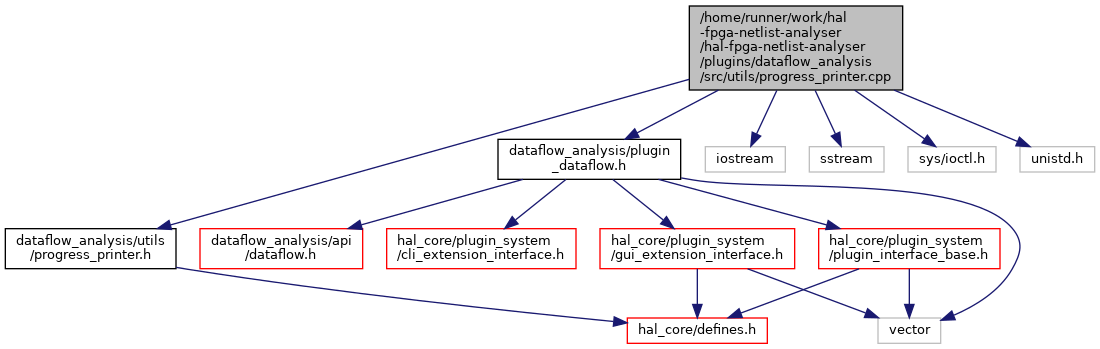 /home/runner/work/hal
-fpga-netlist-analyser
/hal-fpga-netlist-analyser
/plugins/dataflow_analysis
/src/utils/progress_printer.cpp
dataflow_analysis/plugin
_dataflow.h
iostream
sstream
sys/ioctl.h
unistd.h
dataflow_analysis/utils
/progress_printer.h
dataflow_analysis/api
/dataflow.h
hal_core/plugin_system
/cli_extension_interface.h
hal_core/plugin_system
/gui_extension_interface.h
hal_core/plugin_system
/plugin_interface_base.h
hal_core/defines.h
vector